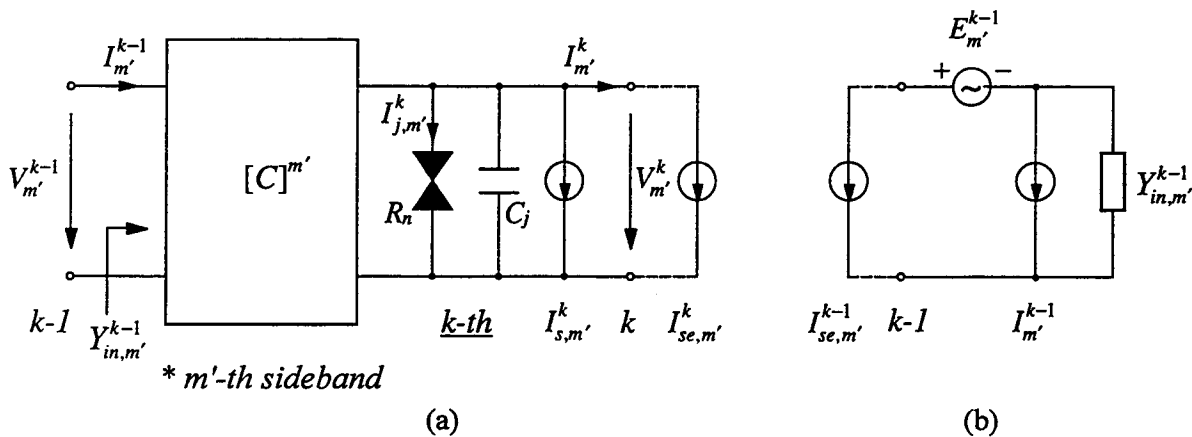 I_{m'}^{k-1}
V_{m'}^{k-1}
k-1
Y_{in,m'}^{k-1}
[C]^{m'}
I_{j,m'}^{k}
R_n
C_j
I_{m'}^{k}
V_{m'}^{k}
k-th
I_{s,m'}^{k}
k
I_{se,m'}^{k}
* m'-th sideband
(a)
E_{m'}^{k-1}
+ −
~
Y_{in,m'}^{k-1}
I_{se,m'}^{k-1}
k-1
I_{m'}^{k-1}
(b)